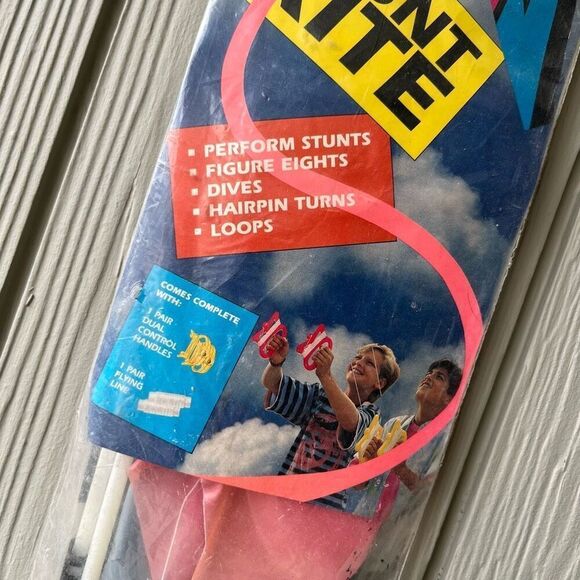 KITE
▪ PERFORM STUNTS
▪ FIGURE EIGHTS
▪ DIVES
▪ HAIRPIN TURNS
▪ LOOPS
COMES COMPLETE
WITH:
1 PAIR
DUAL
CONTROL
HANDLES
1 PAIR
FLYING
LINE